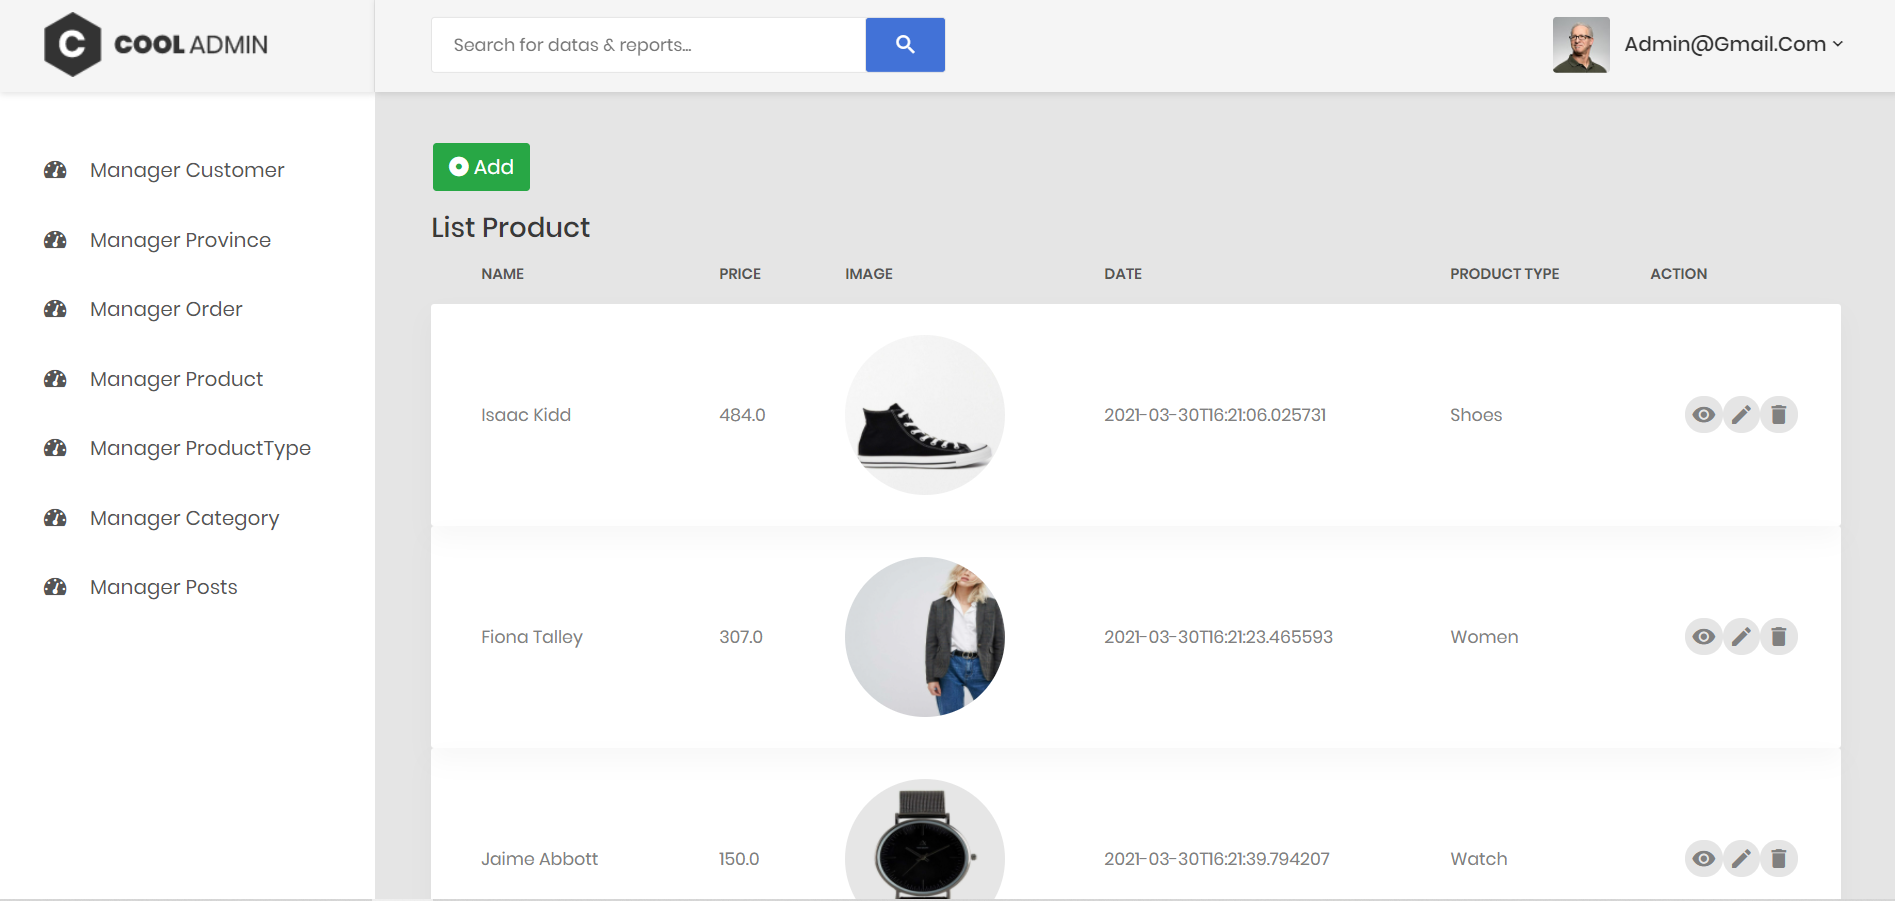 C COOL ADMIN
Search for datas & reports...
Admin@Gmail.Com
Manager Customer
Manager Province
Manager Order
Manager Product
Manager ProductType
Manager Category
Manager Posts
Add
List Product
NAME PRICE IMAGE DATE PRODUCT TYPE ACTION
Isaac Kidd 484.0 2021-03-30T16:21:06.025731 Shoes
Fiona Talley 307.0 2021-03-30T16:21:23.465593 Women
Jaime Abbott 150.0 2021-03-30T16:21:39.794207 Watch